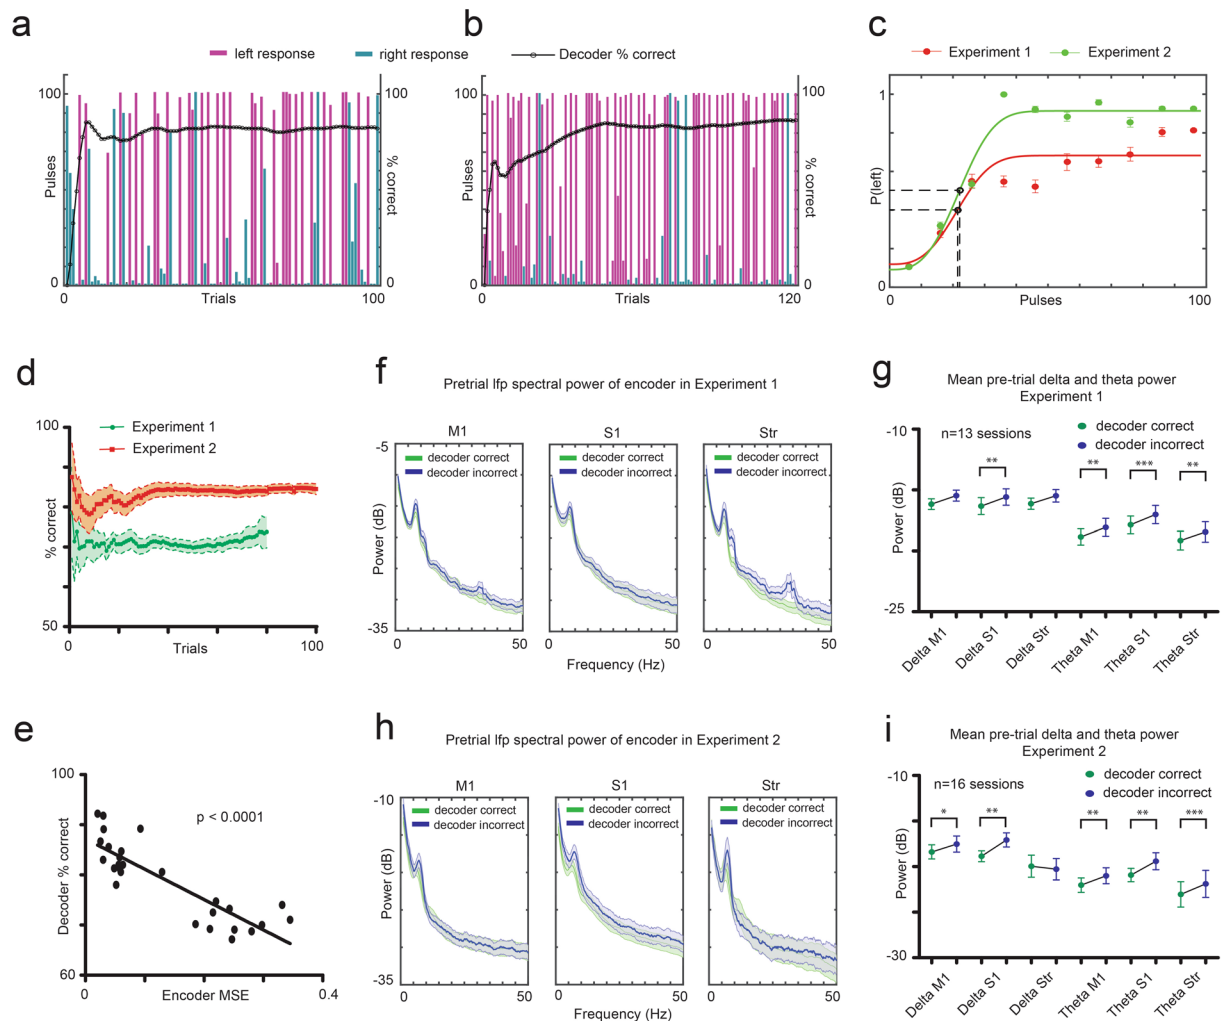 a
b
c
left response
right response
Decoder % correct
Experiment 1
Experiment 2
100
100
Pulses
% correct
0
0
0
Trials
100
100
100
% correct
0
0
0
Trials
120
1
P(left)
0
0
Pulses
100
d
Experiment 1
Experiment 2
100
% correct
50
0
Trials
100
f
Pretrial lfp spectral power of encoder in Experiment 1
M1
S1
Str
-5
decoder correct
decoder incorrect
decoder correct
decoder incorrect
decoder correct
decoder incorrect
Power (dB)
-35
0
50
0
50
0
50
Frequency (Hz)
g
Mean pre-trial delta and theta power
Experiment 1
-10
n=13 sessions
decoder correct
decoder incorrect
**
**
***
**
Power (dB)
-25
Delta M1
Delta S1
Delta Str
Theta M1
Theta S1
Theta Str
e
100
p < 0.0001
Decoder % correct
60
0
Encoder MSE
0.4
h
Pretrial lfp spectral power of encoder in Experiment 2
M1
S1
Str
-10
decoder correct
decoder incorrect
decoder correct
decoder incorrect
decoder correct
decoder incorrect
Power (dB)
-35
0
50
0
50
0
50
Frequency (Hz)
i
Mean pre-trial delta and theta power
Experiment 2
-10
n=16 sessions
decoder correct
decoder incorrect
*
**
**
**
***
Power (dB)
-30
Delta M1
Delta S1
Delta Str
Theta M1
Theta S1
Theta Str